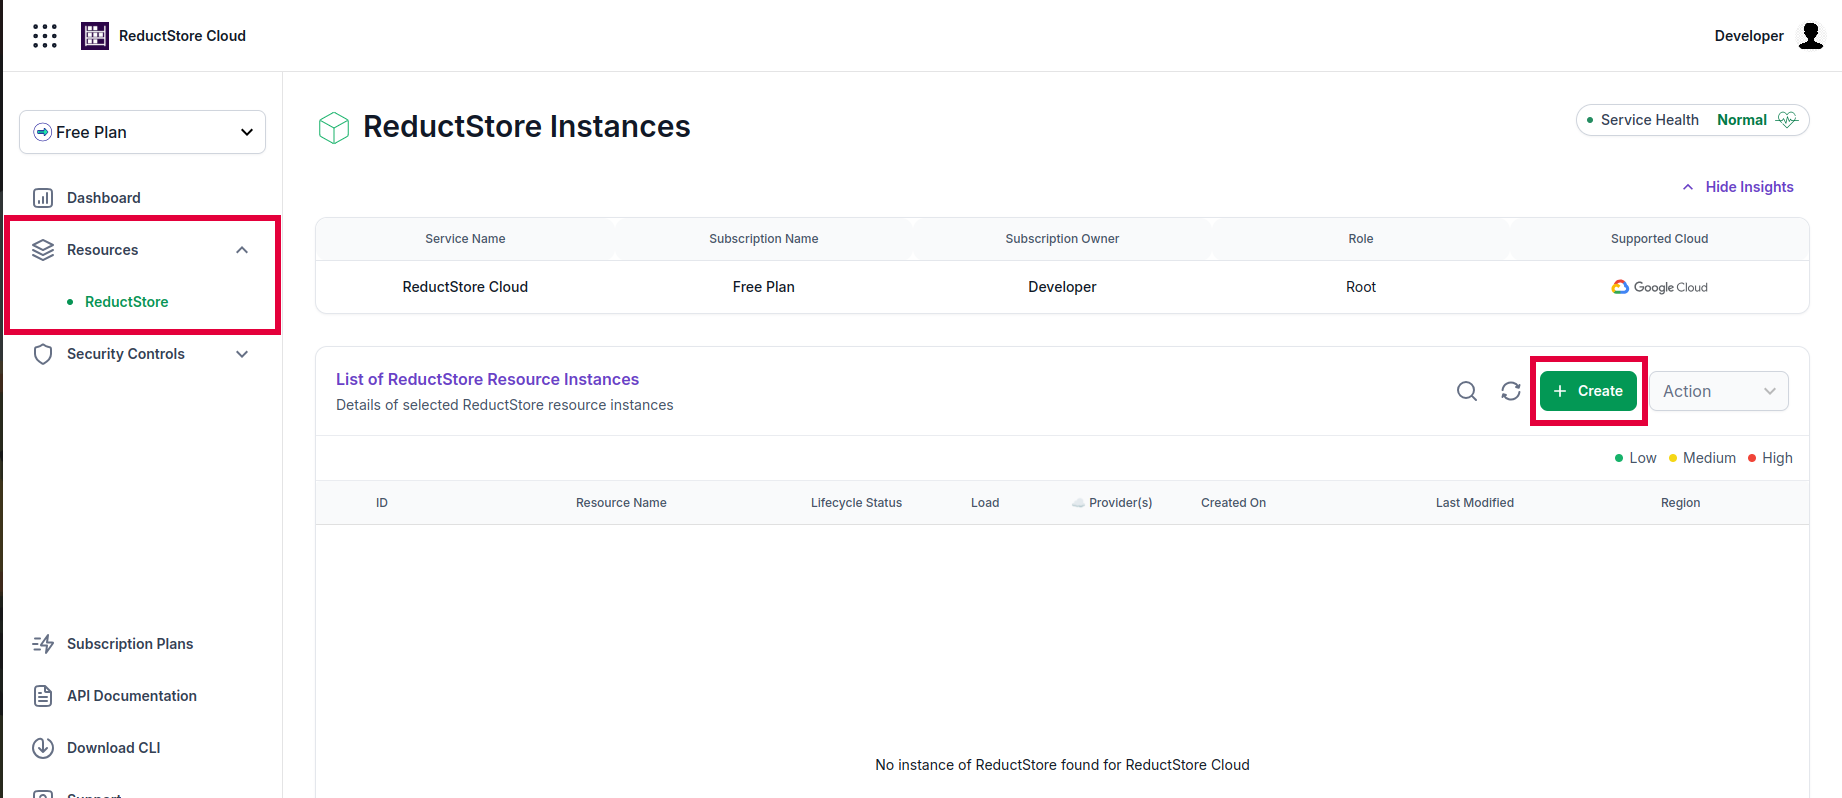 ReductStore Cloud
Developer
Free Plan
Dashboard
Resources
ReductStore
Security Controls
Subscription Plans
API Documentation
Download CLI
Support
ReductStore Instances
Service Health Normal
Hide Insights
Service Name Subscription Name Subscription Owner Role Supported Cloud
ReductStore Cloud Free Plan Developer Root Google Cloud
List of ReductStore Resource Instances
Details of selected ReductStore resource instances
+ Create
Action
Low Medium High
ID Resource Name Lifecycle Status Load Provider(s) Created On Last Modified Region
No instance of ReductStore found for ReductStore Cloud